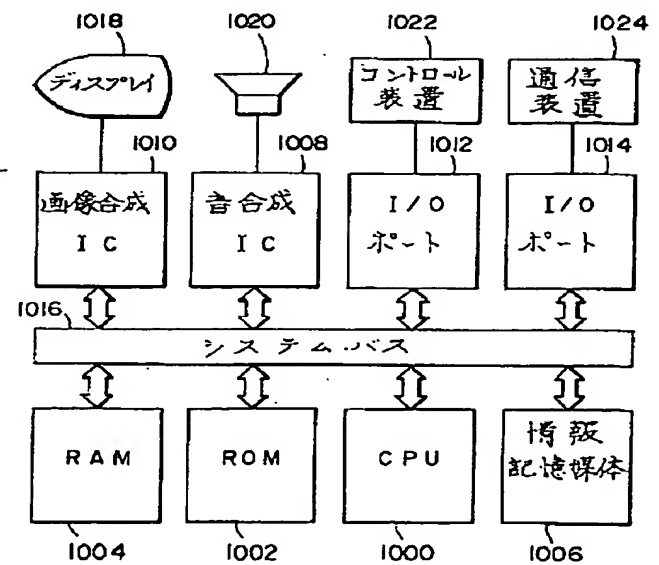 1018
1020
1022
1024
ディスプレイ
コントロール
装置
通信
装置
1010
1008
1012
1014
画像合成
IC
音合成
IC
I/O
ポート
I/O
ポート
1016
システム・バス
RAM
ROM
CPU
情報
記憶媒体
1004
1002
1000
1006